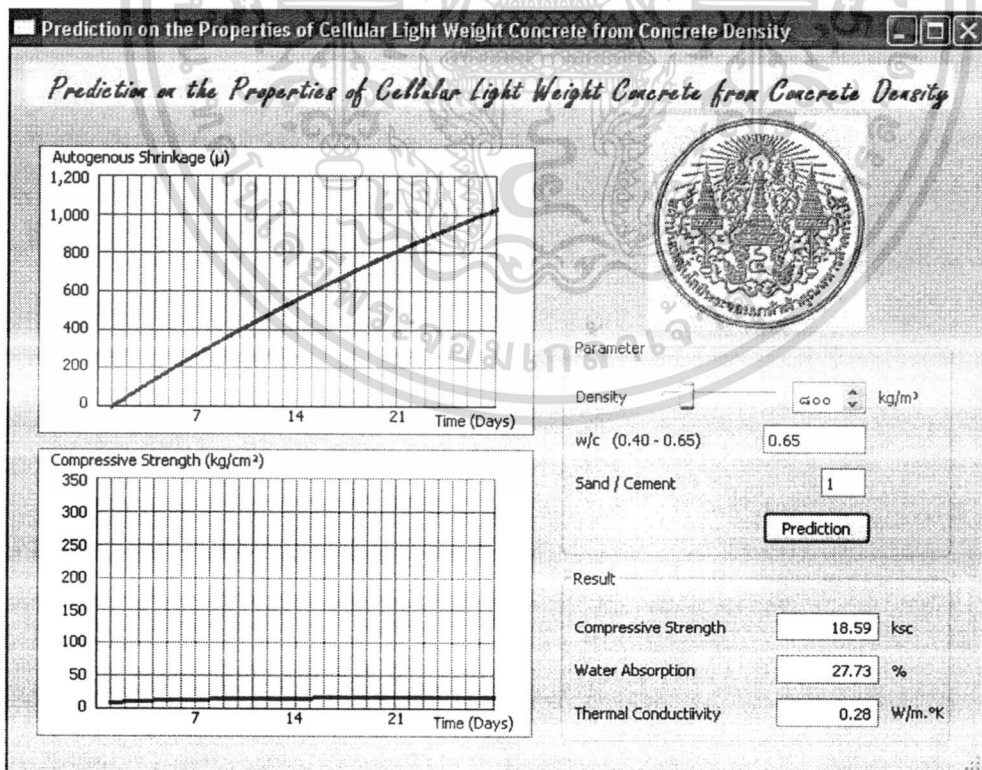 Prediction on the Properties of Cellular Light Weight Concrete from Concrete Density
Prediction on the Properties of Cellular Light Weight Concrete from Concrete Density
Autogenous Shrinkage (μ)
1,200
1,000
800
600
400
200
0
7
14
21
Time (Days)
Compressive Strength (kg/cm²)
350
300
250
200
150
100
50
0
7
14
21
Time (Days)
Parameter
Density
๘๐๐
kg/m³
w/c (0.40 - 0.65)
0.65
Sand / Cement
1
Prediction
Result
Compressive Strength
18.59
ksc
Water Absorption
27.73
%
Thermal Conductiivity
0.28
W/m.°K